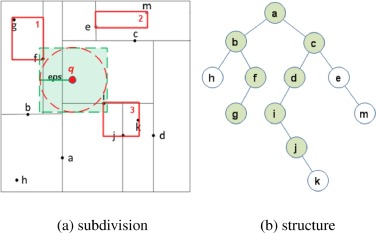 m
g 1 2
e
c
f q
eps
i
b 3
k
j d
a
h
a
b c
h f d e
g i m
j
k
(a) subdivision (b) structure